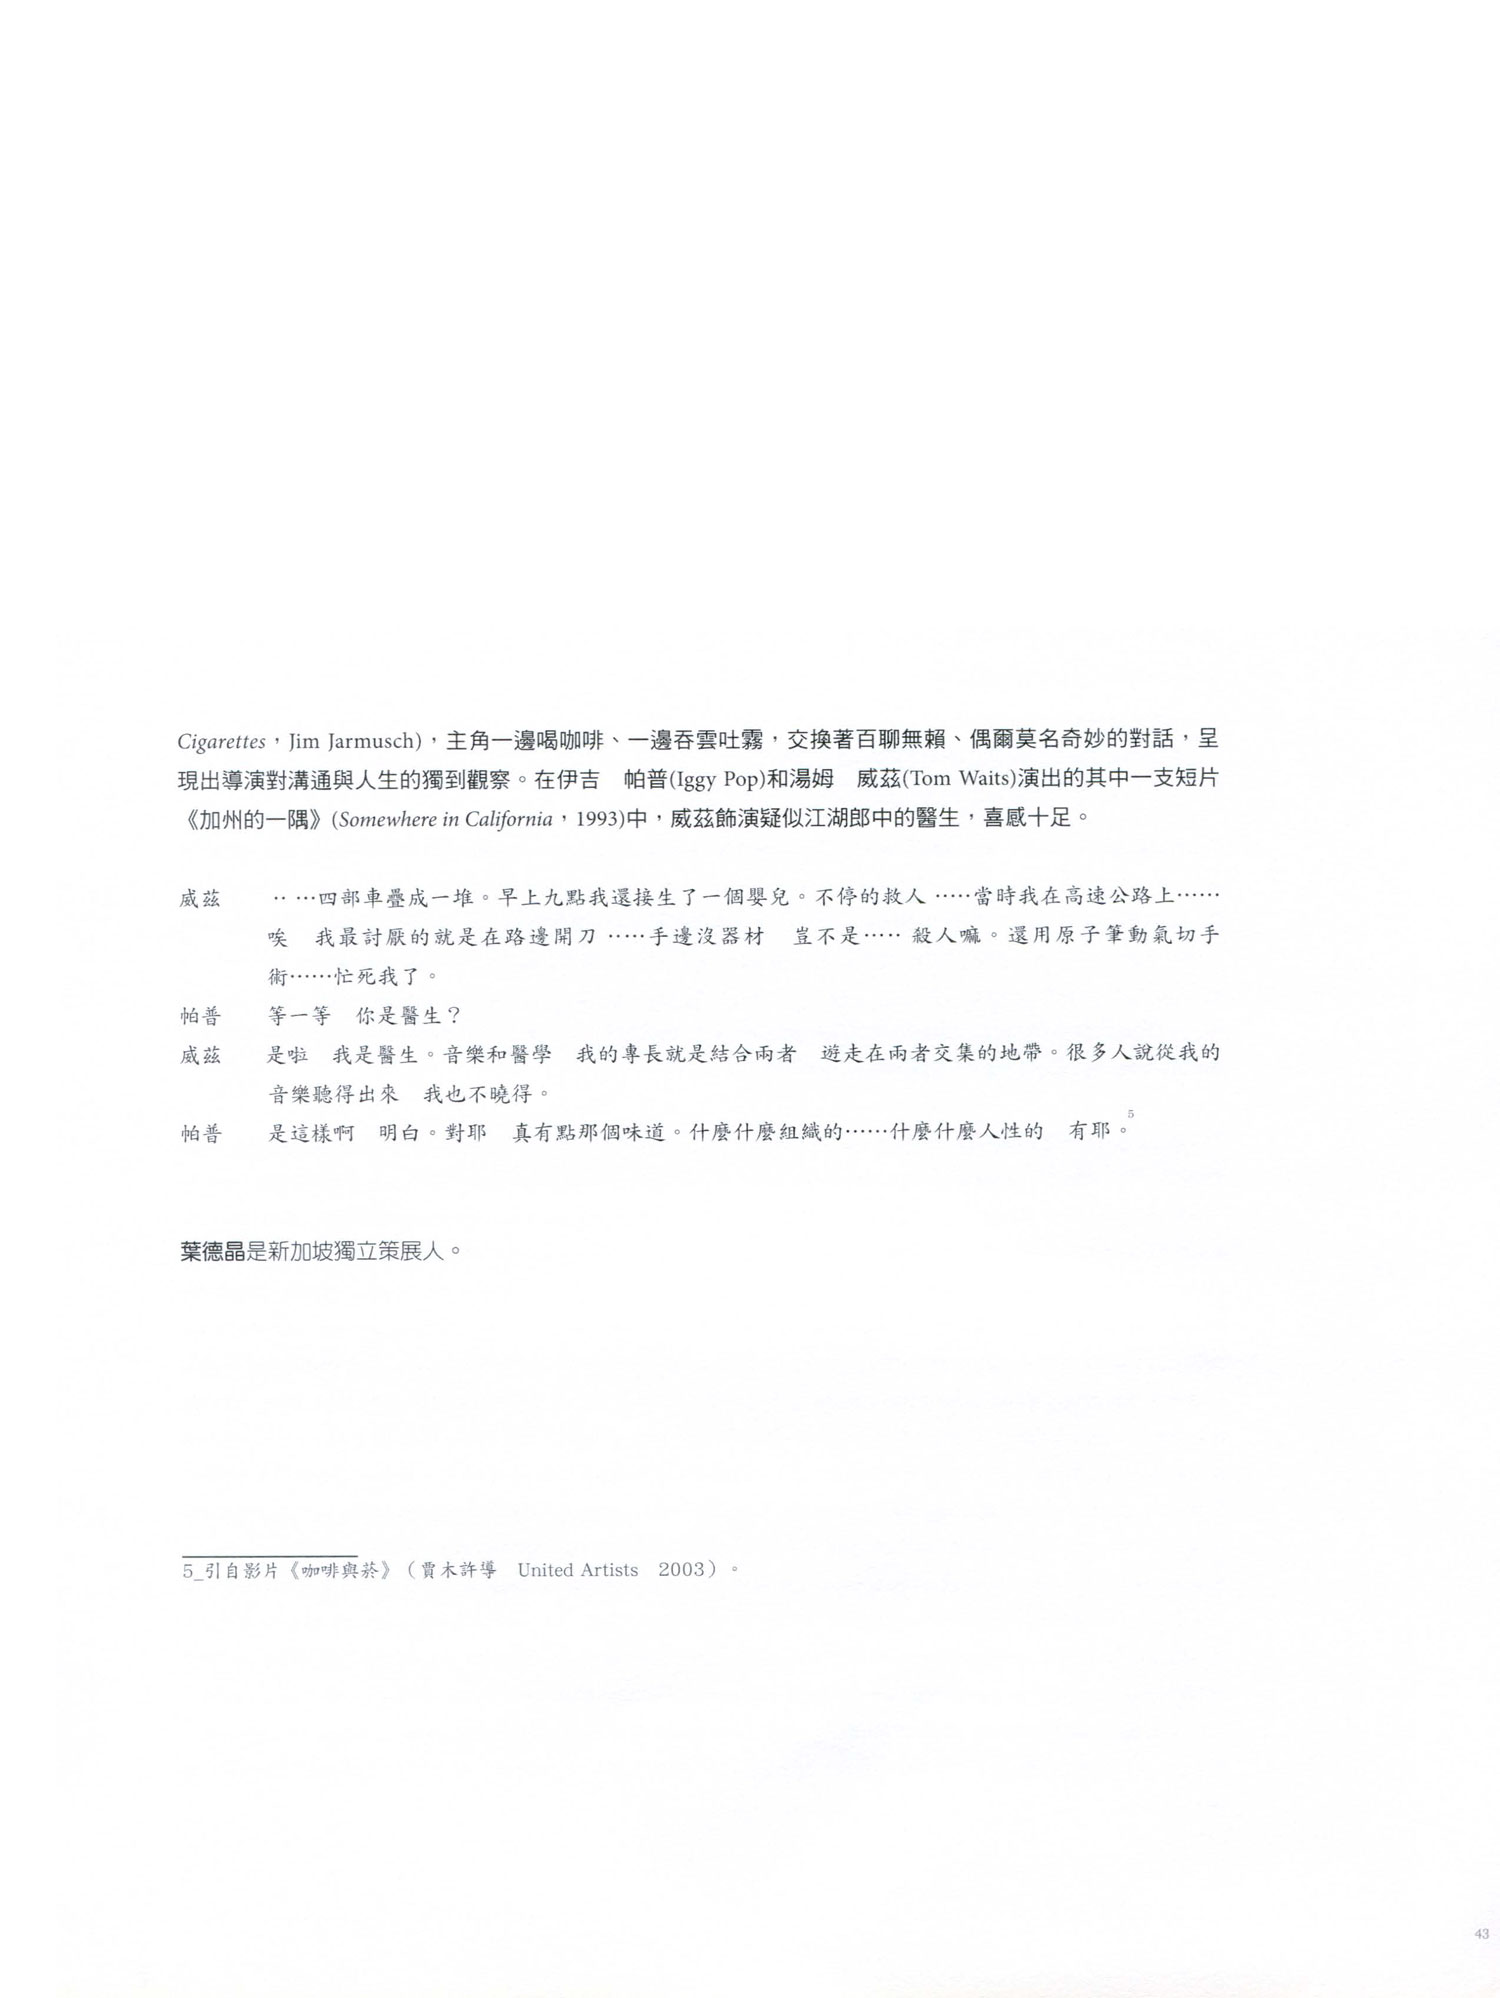 Cigarettes，Jim Jarmusch)，主角一邊喝咖啡、一邊吞雲吐霧，交換著百聊無賴、偶爾莫名奇妙的對話，呈
現出導演對溝通與人生的獨到觀察。在伊吉　帕普(Iggy Pop)和湯姆　威茲(Tom Waits)演出的其中一支短片
《加州的一隅》(Somewhere in California，1993)中，威茲飾演疑似江湖郎中的醫生，喜感十足。
威茲　‥ …四部車疊成一堆。早上九點我還接生了一個嬰兒。不停的救人 ‥…當時我在高速公路上……
唉　我最討厭的就是在路邊開刀 ‥…手邊沒器材　豈不是…‥ 殺人嘛。還用原子筆動氣切手
術……忙死我了。
帕普　等一等　你是醫生？
威茲　是啦　我是醫生。音樂和醫學　我的專長就是結合兩者　遊走在兩者交集的地帶。很多人說從我的
音樂聽得出來　我也不曉得。
帕普　是這樣啊　明白。對耶　真有點那個味道。什麼什麼組織的……什麼什麼人性的　有耶。5
葉德晶是新加坡獨立策展人。
5_引自影片《咖啡與菸》（賈木許導　United Artists　2003）。
43